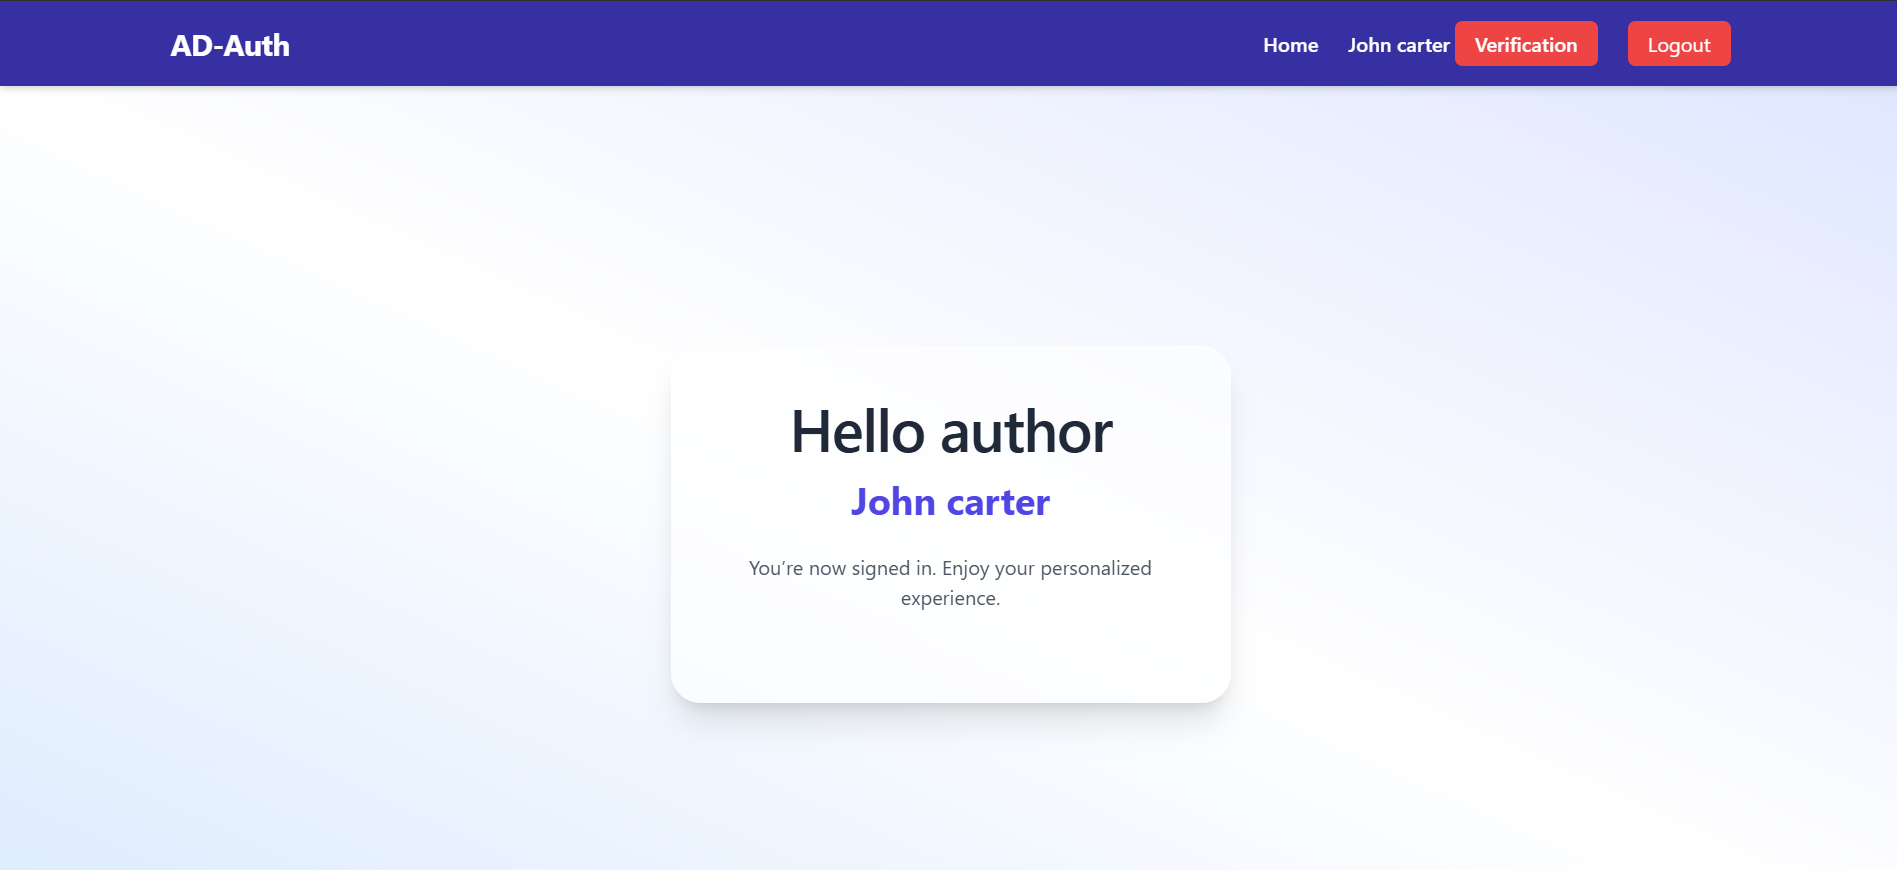 AD-Auth
Home John carter Verification Logout
Hello author
John carter
You’re now signed in. Enjoy your personalized
experience.